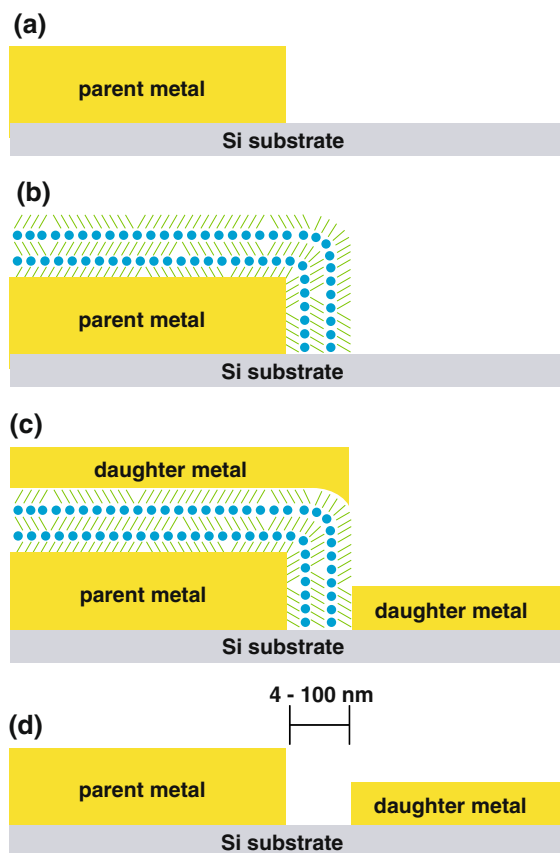 (a)
parent metal
Si substrate
(b)
parent metal
Si substrate
(c)
daughter metal
parent metal
daughter metal
Si substrate
4 - 100 nm
(d)
parent metal
daughter metal
Si substrate